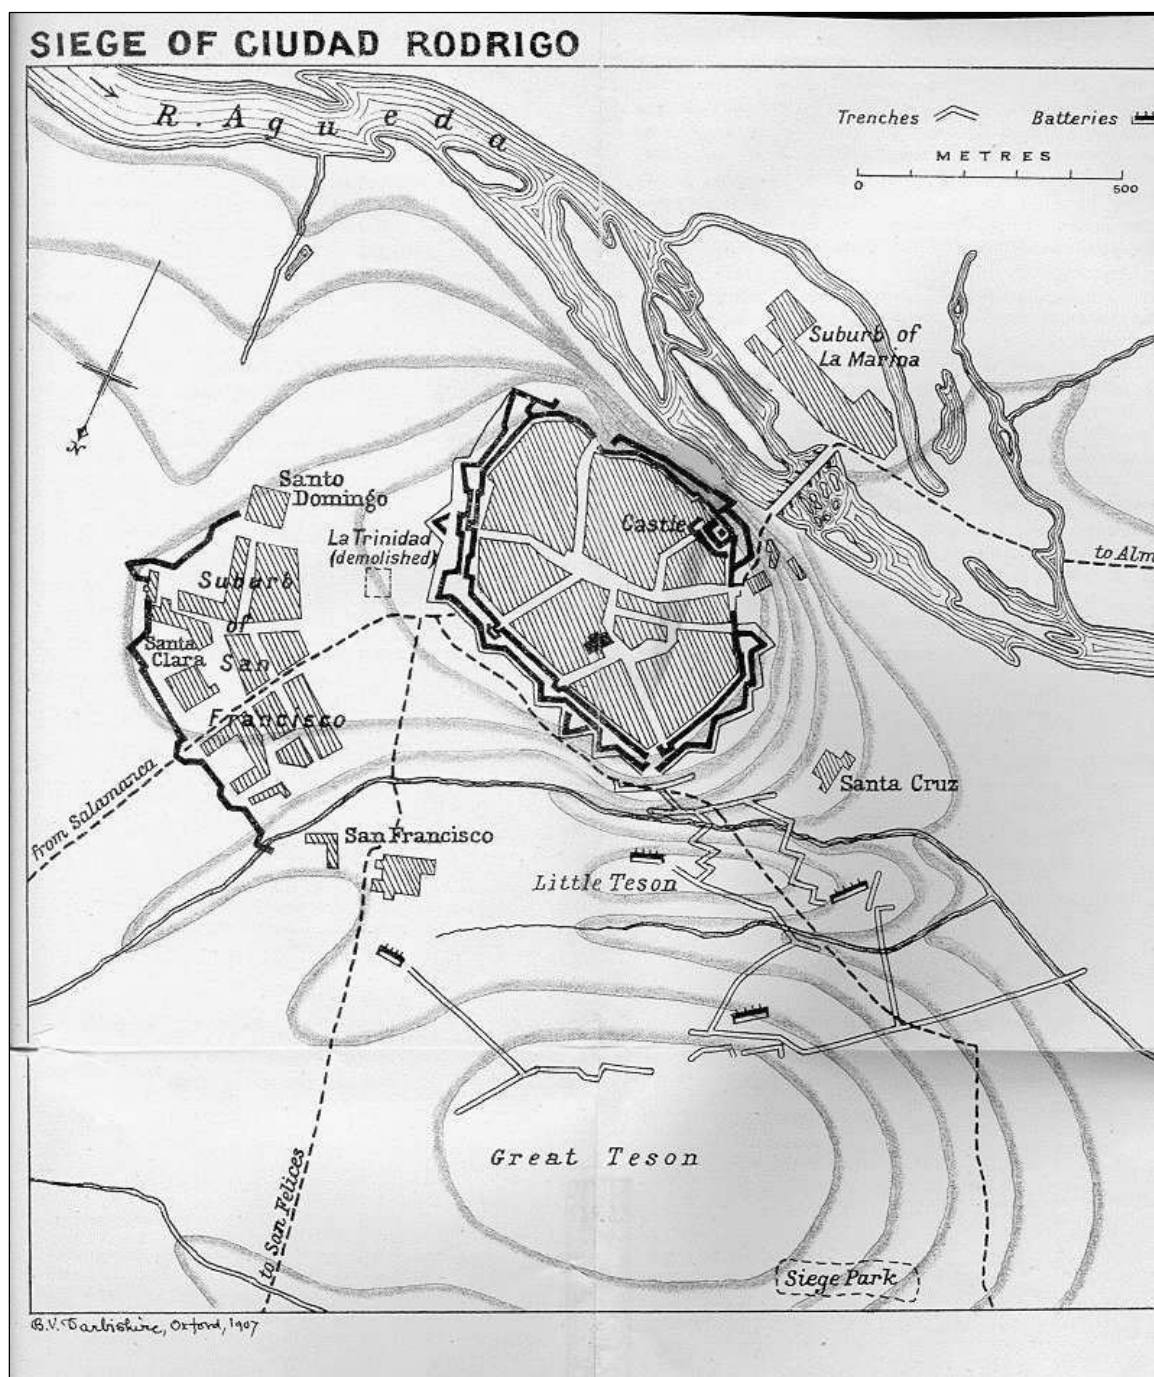 SIEGE OF CIUDAD RODRIGO
R. Agueda
Trenches
Batteries
METRES
0
500
Suburb of
La Marina
N
Santo
Domingo
La Trinidad
(demolished)
Castle
to Alm
Suburb
of
San
Francisco
Santa
Clara
from Salamanca
Santa Cruz
San Francisco
Little Teson
Great Teson
to San Felices
Siege Park
B.V. Darbishire, Oxford, 1907